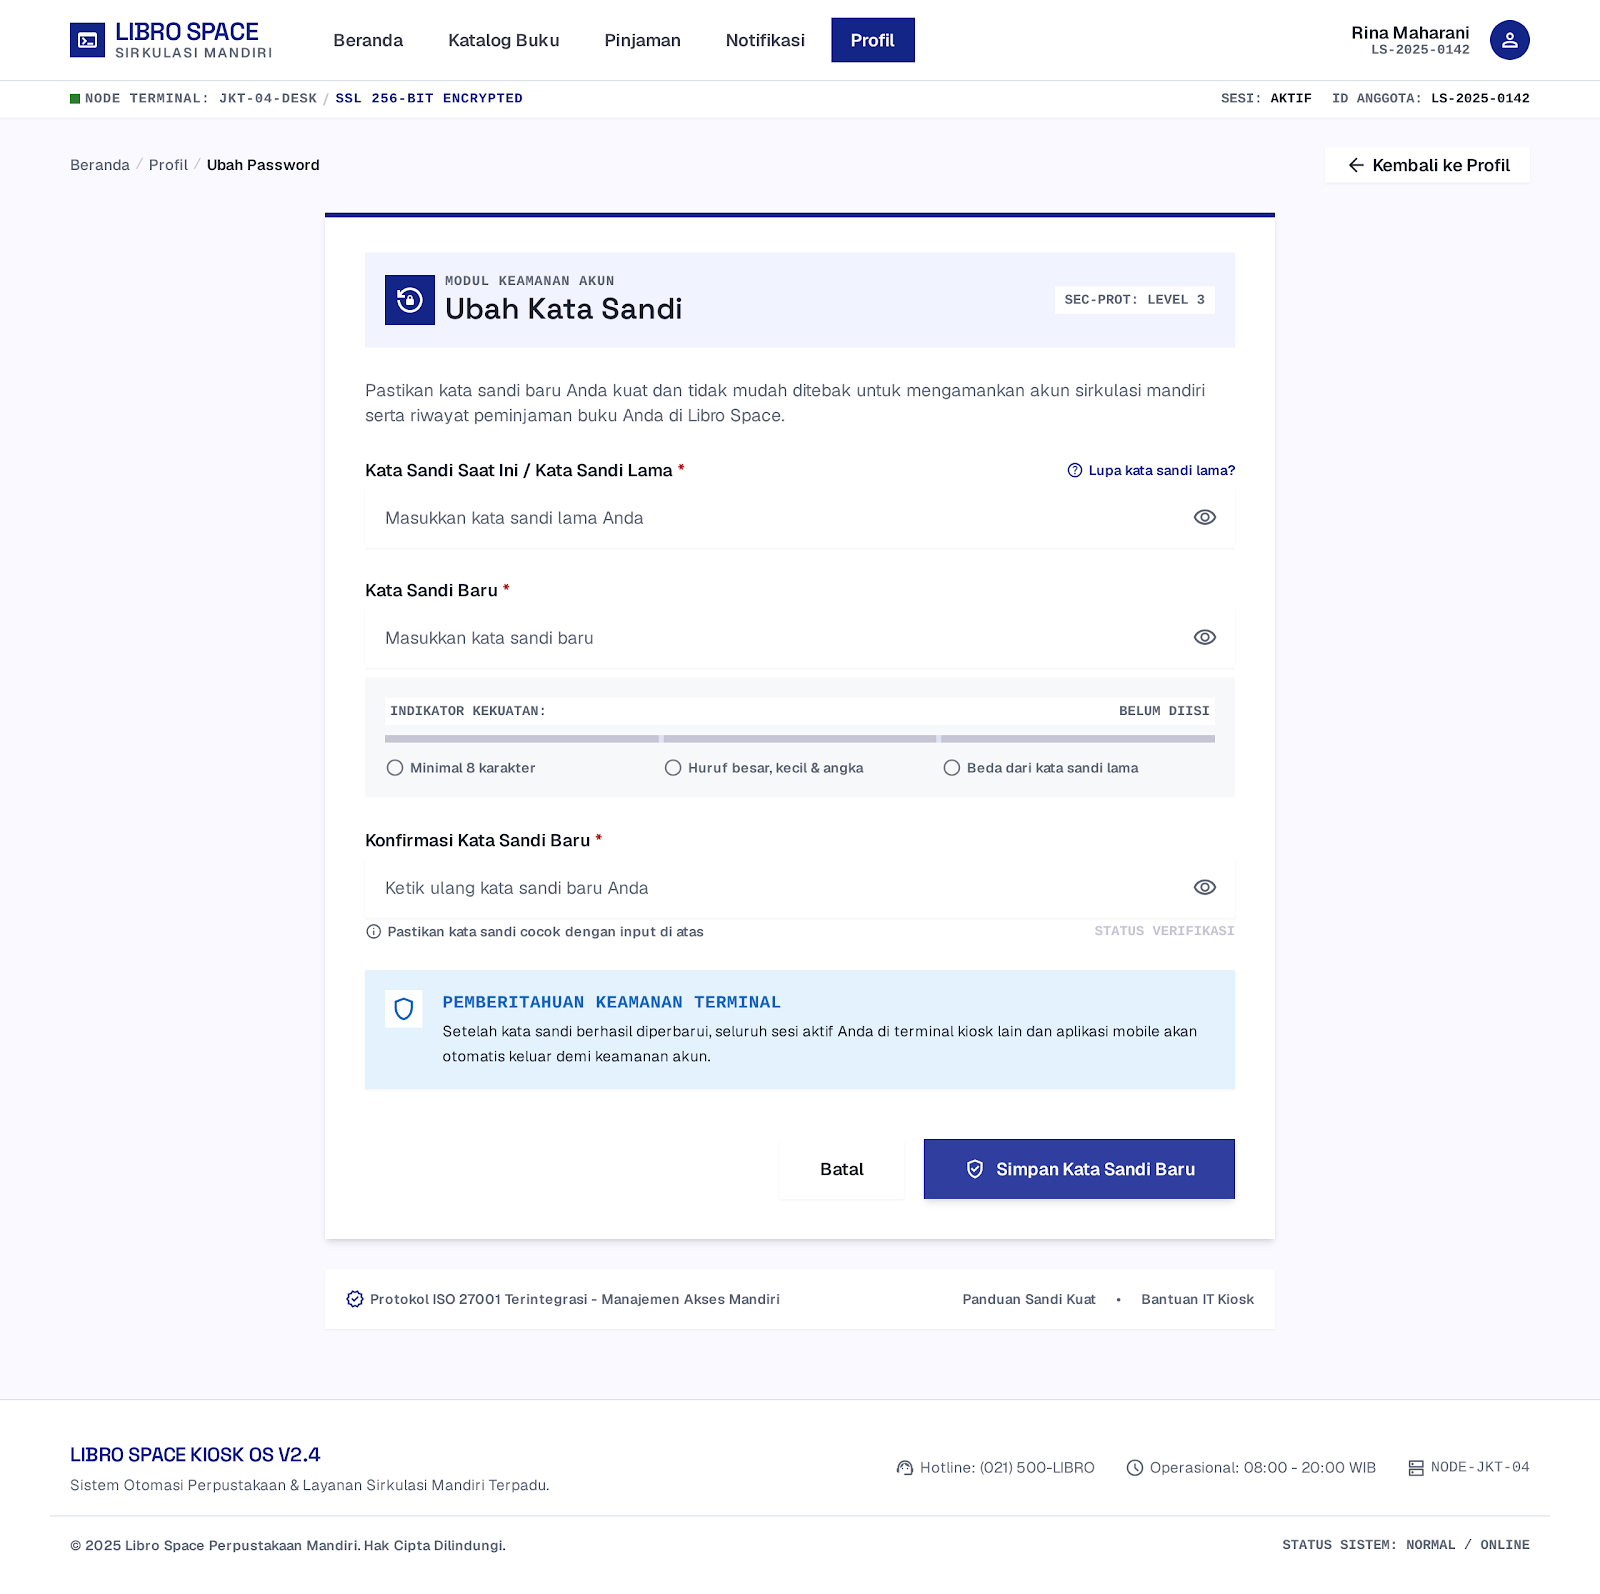 LIBRO SPACE
SIRKULASI MANDIRI
Beranda
Katalog Buku
Pinjaman
Notifikasi
Profil
Rina Maharani
LS-2025-0142
NODE TERMINAL: JKT-04-DESK / SSL 256-BIT ENCRYPTED
SESI: AKTIF
ID ANGGOTA: LS-2025-0142
Beranda / Profil / Ubah Password
Kembali ke Profil
MODUL KEAMANAN AKUN
Ubah Kata Sandi
SEC-PROT: LEVEL 3
Pastikan kata sandi baru Anda kuat dan tidak mudah ditebak untuk mengamankan akun sirkulasi mandiri
serta riwayat peminjaman buku Anda di Libro Space.
Kata Sandi Saat Ini / Kata Sandi Lama *
Lupa kata sandi lama?
Masukkan kata sandi lama Anda
Kata Sandi Baru *
Masukkan kata sandi baru
INDIKATOR KEKUATAN:
BELUM DIISI
Minimal 8 karakter
Huruf besar, kecil & angka
Beda dari kata sandi lama
Konfirmasi Kata Sandi Baru *
Ketik ulang kata sandi baru Anda
Pastikan kata sandi cocok dengan input di atas
STATUS VERIFIKASI
PEMBERITAHUAN KEAMANAN TERMINAL
Setelah kata sandi berhasil diperbarui, seluruh sesi aktif Anda di terminal kiosk lain dan aplikasi mobile akan
otomatis keluar demi keamanan akun.
Batal
Simpan Kata Sandi Baru
Protokol ISO 27001 Terintegrasi - Manajemen Akses Mandiri
Panduan Sandi Kuat • Bantuan IT Kiosk
LIBRO SPACE KIOSK OS V2.4
Sistem Otomasi Perpustakaan & Layanan Sirkulasi Mandiri Terpadu.
Hotline: (021) 500-LIBRO
Operasional: 08:00 - 20:00 WIB
NODE-JKT-04
© 2025 Libro Space Perpustakaan Mandiri. Hak Cipta Dilindungi.
STATUS SISTEM: NORMAL / ONLINE